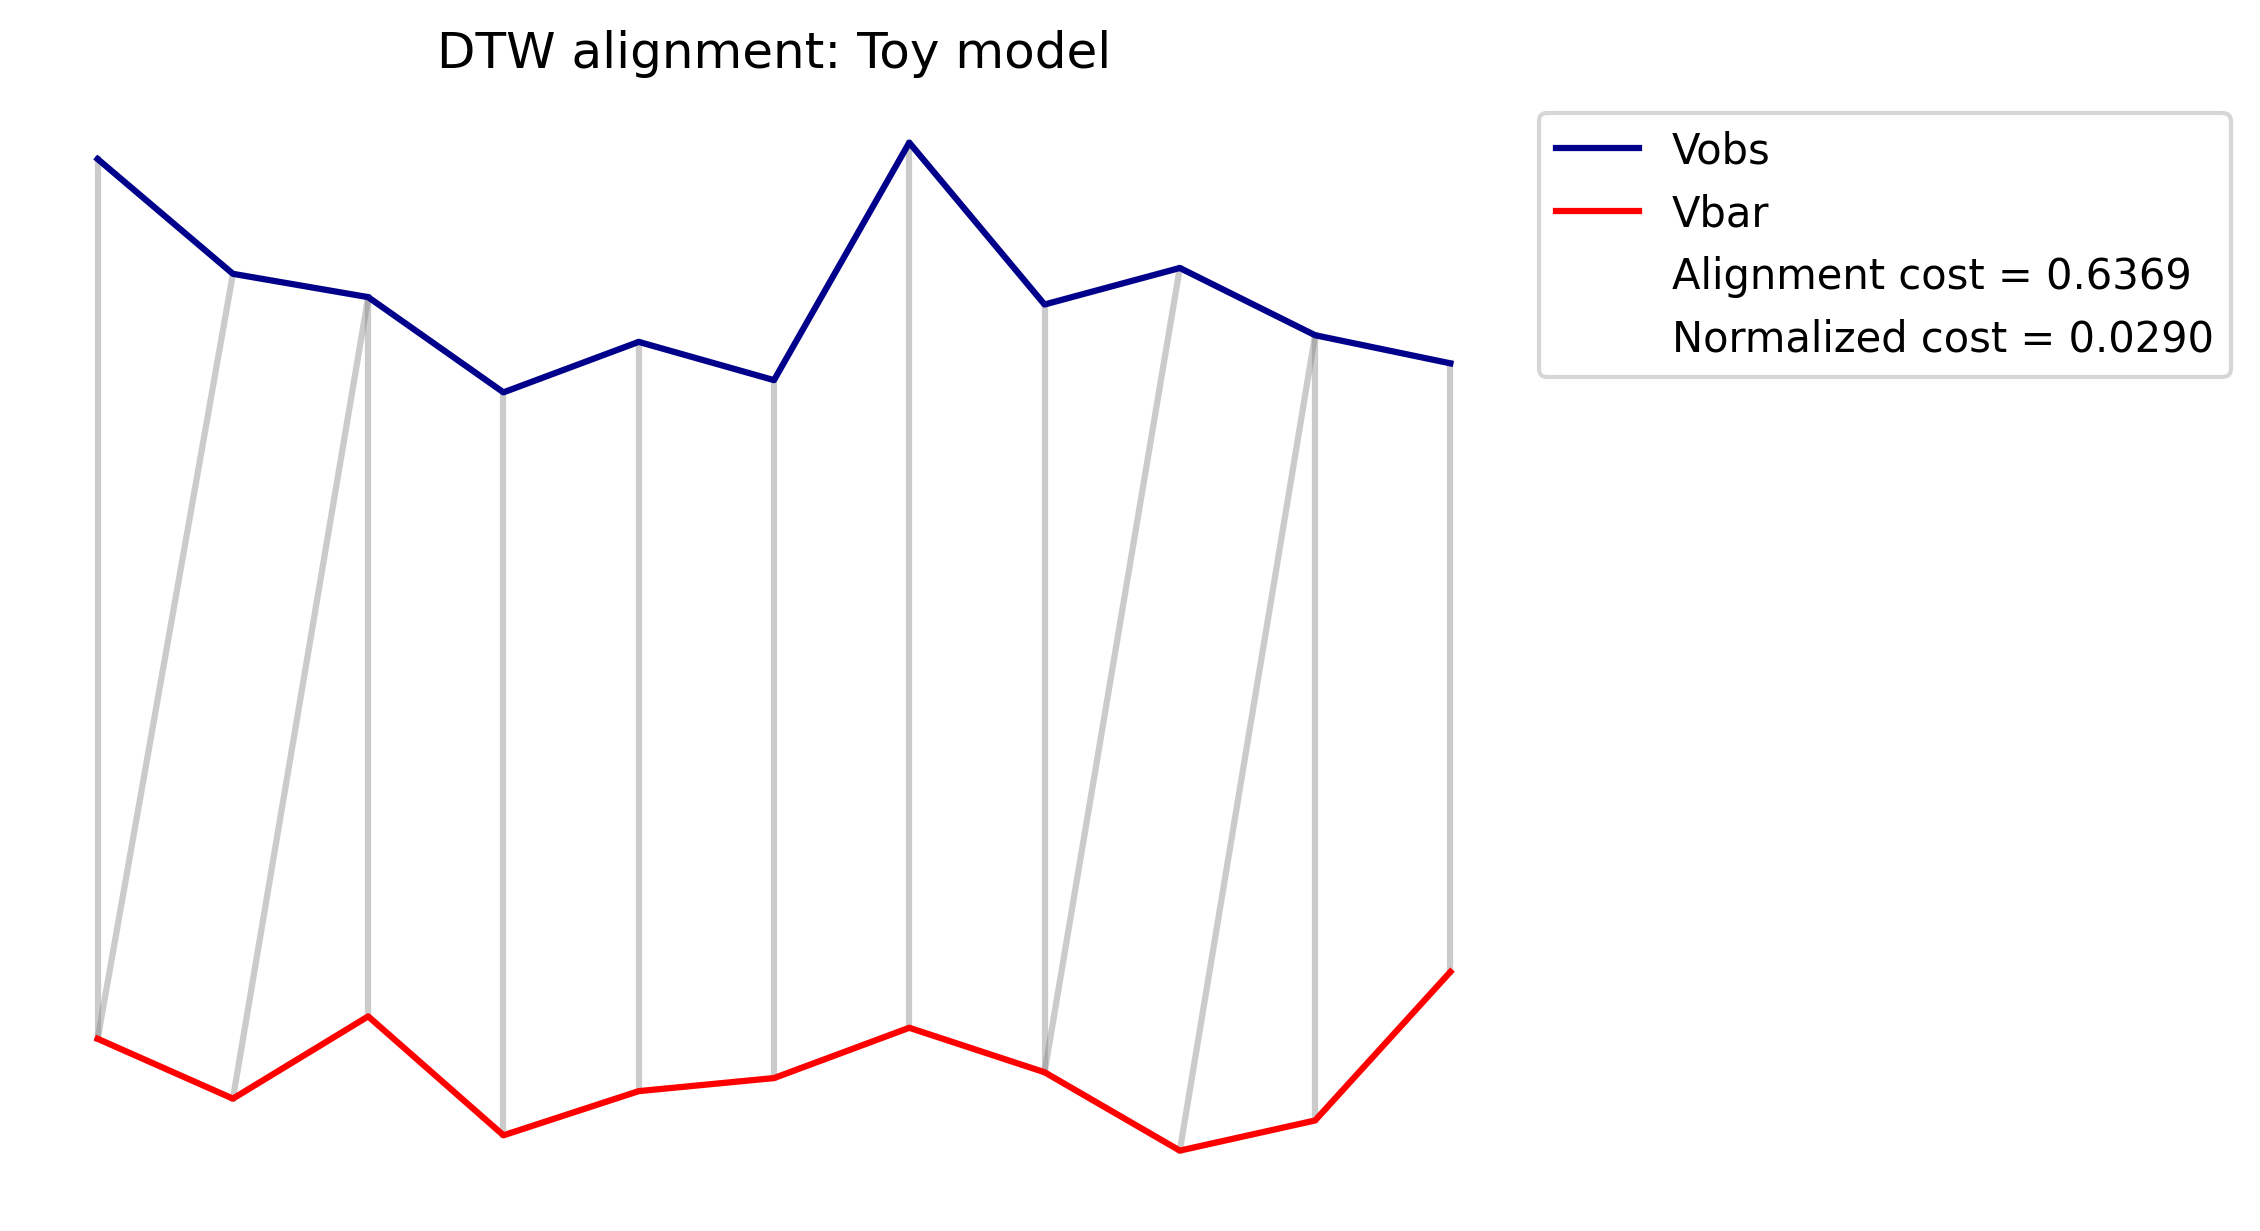 DTW alignment: Toy model
Vobs
Vbar
Alignment cost = 0.6369
Normalized cost = 0.0290